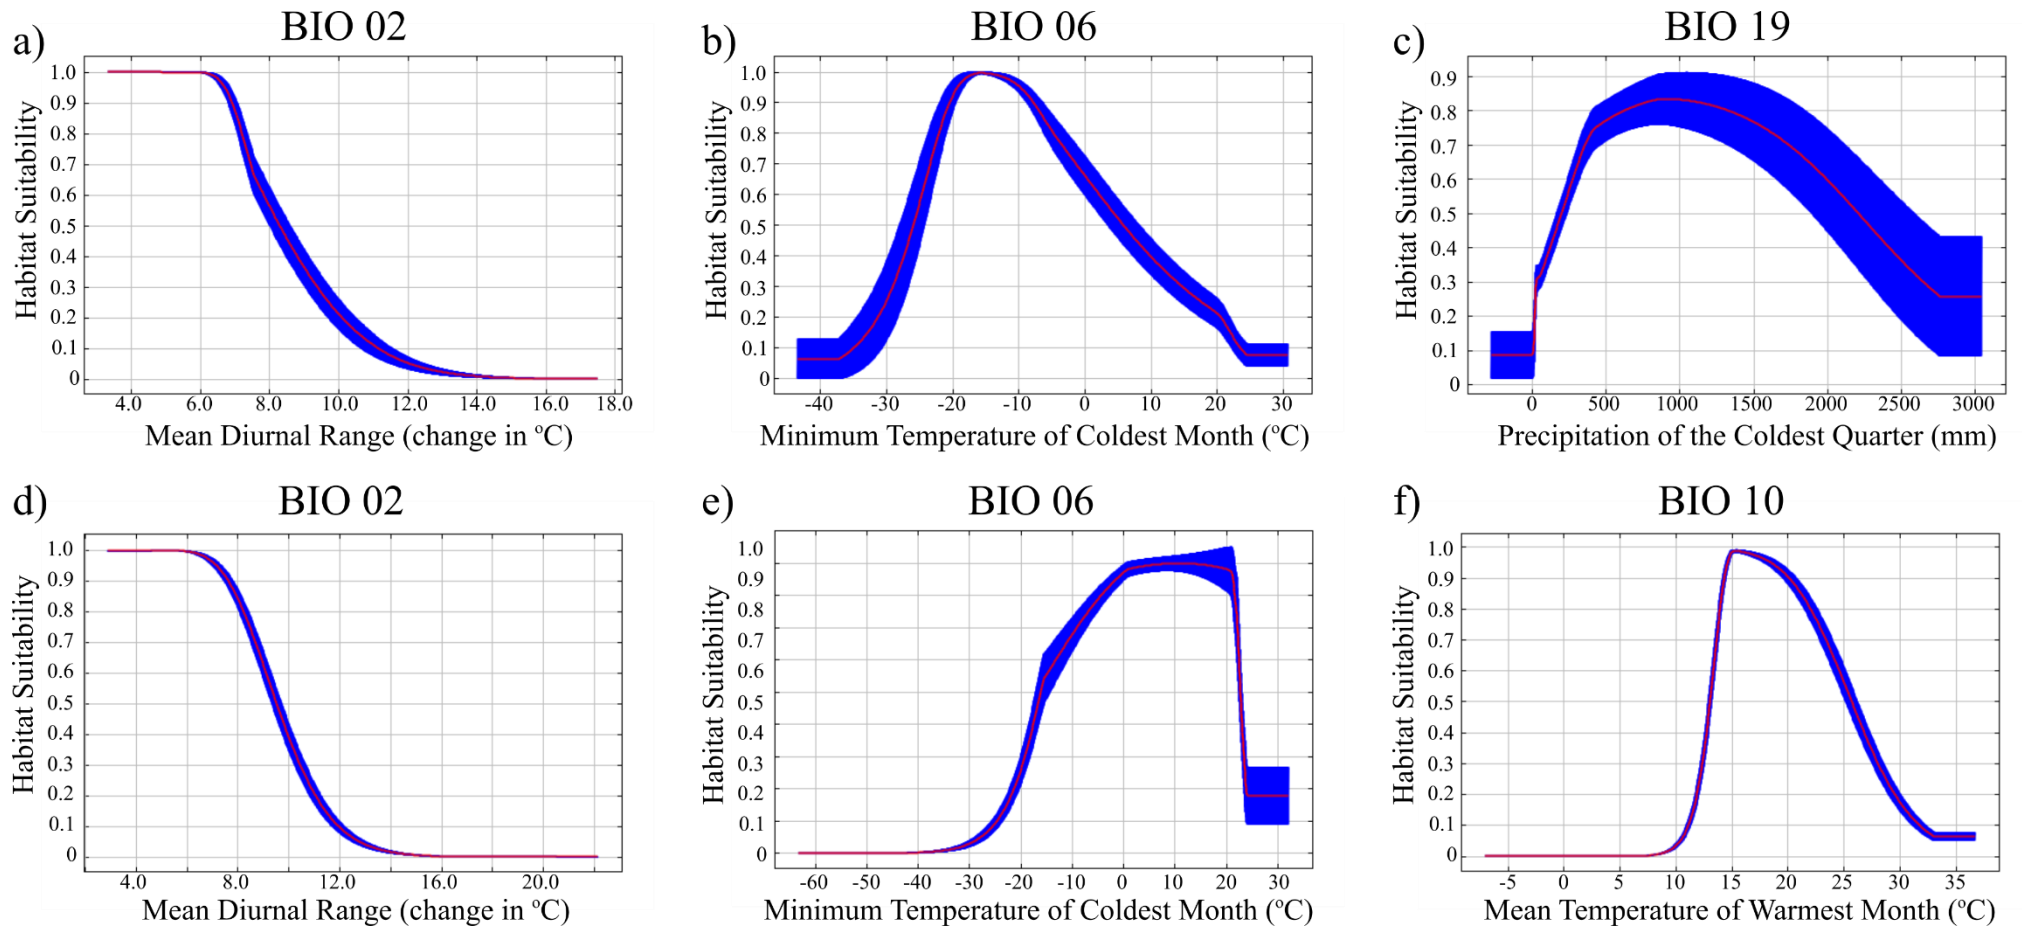 a)
BIO 02
Habitat Suitability
1.0
0.9
0.8
0.7
0.6
0.5
0.4
0.3
0.2
0.1
0
4.0 6.0 8.0 10.0 12.0 14.0 16.0 18.0
Mean Diurnal Range (change in ºC)
b)
BIO 06
Habitat Suitability
1.0
0.9
0.8
0.7
0.6
0.5
0.4
0.3
0.2
0.1
0
-40 -30 -20 -10 0 10 20 30
Minimum Temperature of Coldest Month (ºC)
c)
BIO 19
Habitat Suitability
0.9
0.8
0.7
0.6
0.5
0.4
0.3
0.2
0.1
0
0 500 1000 1500 2000 2500 3000
Precipitation of the Coldest Quarter (mm)
d)
BIO 02
Habitat Suitability
1.0
0.9
0.8
0.7
0.6
0.5
0.4
0.3
0.2
0.1
0
4.0 8.0 12.0 16.0 20.0
Mean Diurnal Range (change in ºC)
e)
BIO 06
Habitat Suitability
1.0
0.9
0.8
0.7
0.6
0.5
0.4
0.3
0.2
0.1
0
-60 -50 -40 -30 -20 -10 0 10 20 30
Minimum Temperature of Coldest Month (ºC)
f)
BIO 10
Habitat Suitability
1.0
0.9
0.8
0.7
0.6
0.5
0.4
0.3
0.2
0.1
0
-5 0 5 10 15 20 25 30 35
Mean Temperature of Warmest Month (ºC)